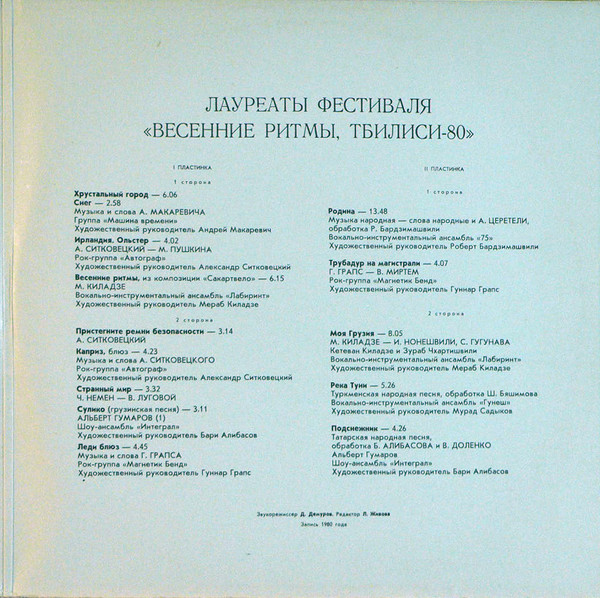 ЛАУРЕАТЫ ФЕСТИВАЛЯ
«ВЕСЕННИЕ РИТМЫ, ТБИЛИСИ-80»
I ПЛАСТИНКА
1 сторона
Хрустальный город — 6.06
Снег — 2.58
Музыка и слова А. МАКАРЕВИЧА
Группа «Машина времени»
Художественный руководитель Андрей Макаревич
Ирландия. Ольстер — 4.02
А. СИТКОВЕЦКИЙ — М. ПУШКИНА
Рок-группа «Автограф»
Художественный руководитель Александр Ситковецкий
Весенние ритмы, из композиции «Сакартвело» — 6.15
М. КИЛАДЗЕ
Вокально-инструментальный ансамбль «Лабиринт»
Художественный руководитель Мераб Киладзе
2 сторона
Пристегните ремни безопасности — 3.14
А. СИТКОВЕЦКИЙ
Каприз, блюз — 4.23
Музыка и слова А. СИТКОВЕЦКОГО
Рок-группа «Автограф»
Художественный руководитель Александр Ситковецкий
Странный мир — 3.32
Ч. НЕМЕН — В. ЛУГОВОЙ
Сулико (грузинская песня) — 3.11
АЛЬБЕРТ ГУМАРОВ (1)
Шоу-ансамбль «Интеграл»
Художественный руководитель Бари Алибасов
Леди блюз — 4.45
Музыка и слова Г. ГРАПСА
Рок-группа «Магнетик Бенд»
Художественный руководитель Гуннар Грапс
II ПЛАСТИНКА
1 сторона
Родина — 13.48
Музыка народная — слова народные и А. ЦЕРЕТЕЛИ,
обработка Р. Бардзимашвили
Вокально-инструментальный ансамбль «75»
Художественный руководитель Роберт Бардзимашвили
Трубадур на магистрали — 4.07
Г. ГРАПС — В. МИРТЕМ
Рок-группа «Магнетик Бенд»
Художественный руководитель Гуннар Грапс
2 сторона
Моя Грузия — 8.05
М. КИЛАДЗЕ — И. НОНЕШВИЛИ, С. ГУГУНАВА
Кетеван Киладзе и Зураб Чхартишвили
Вокально-инструментальный ансамбль «Лабиринт»
Художественный руководитель Мераб Киладзе
Река Туни — 5.26
Туркменская народная песня, обработка Ш. Бяшимова
Вокально-инструментальный ансамбль «Гунеш»
Художественный руководитель Мурад Садыков
Подснежник — 4.26
Татарская народная песня,
обработка Б. АЛИБАСОВА и В. ДОЛЕНКО
Альберт Гумаров
Шоу-ансамбль «Интеграл»
Художественный руководитель Бари Алибасов
Звукорежиссер Д. Демуров. Редактор Л. Жилова
Запись 1980 года